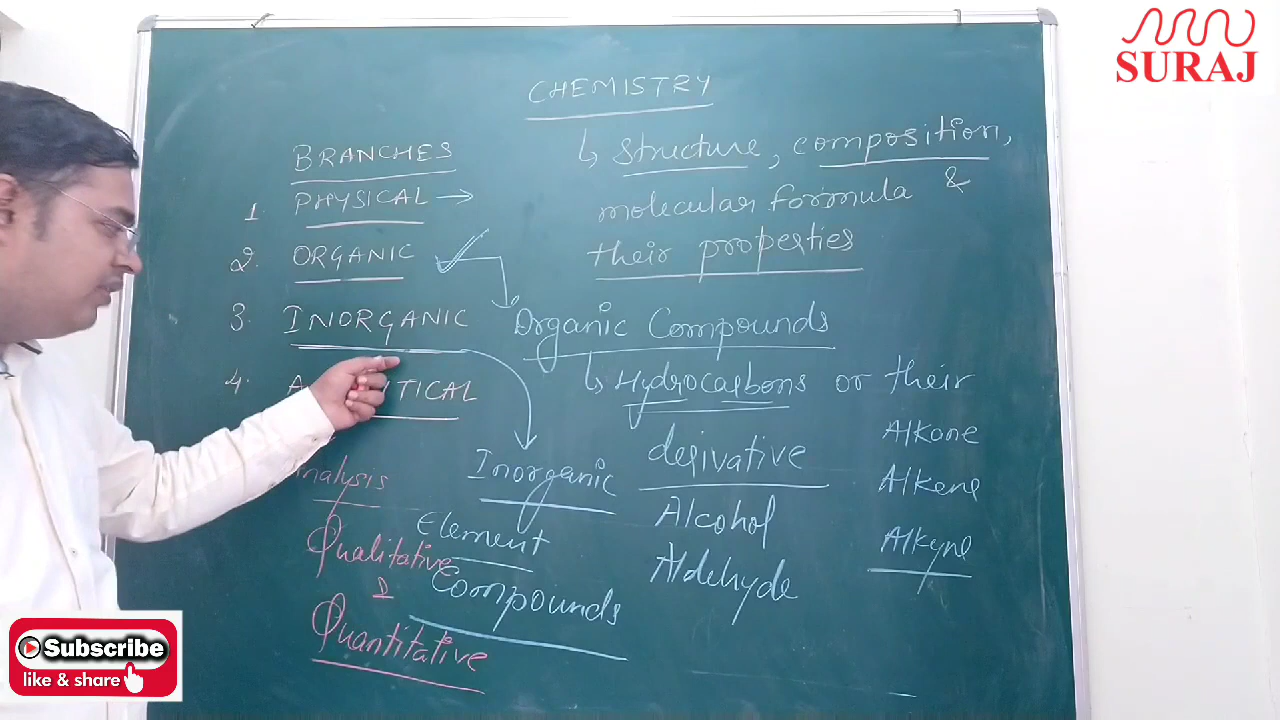 SURAJ
CHEMISTRY
↳ Structure, composition,
molecular formula &
their properties
BRANCHES
1. PHYSICAL →
2. ORGANIC ✓
3. INORGANIC
4.
Organic Compounds
↳ Hydrocarbons or their
derivative
Alcohol
Aldehyde
Alkane
Alkene
Alkyne
Inorganic
Element
Compounds
Qualitative
&
Quantitative
Subscribe
like & share